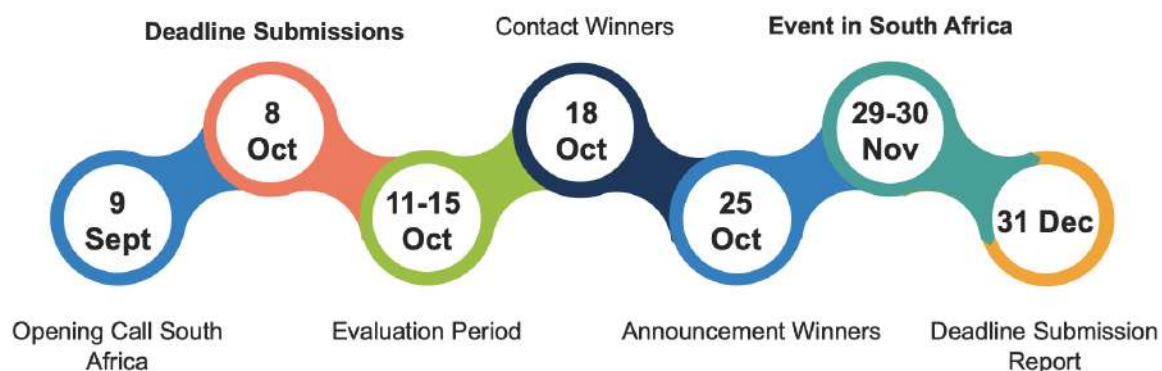 Deadline Submissions
Contact Winners
Event in South Africa
8
Oct
18
Oct
29-30
Nov
9
Sept
11-15
Oct
25
Oct
31 Dec
Opening Call South
Africa
Evaluation Period
Announcement Winners
Deadline Submission
Report